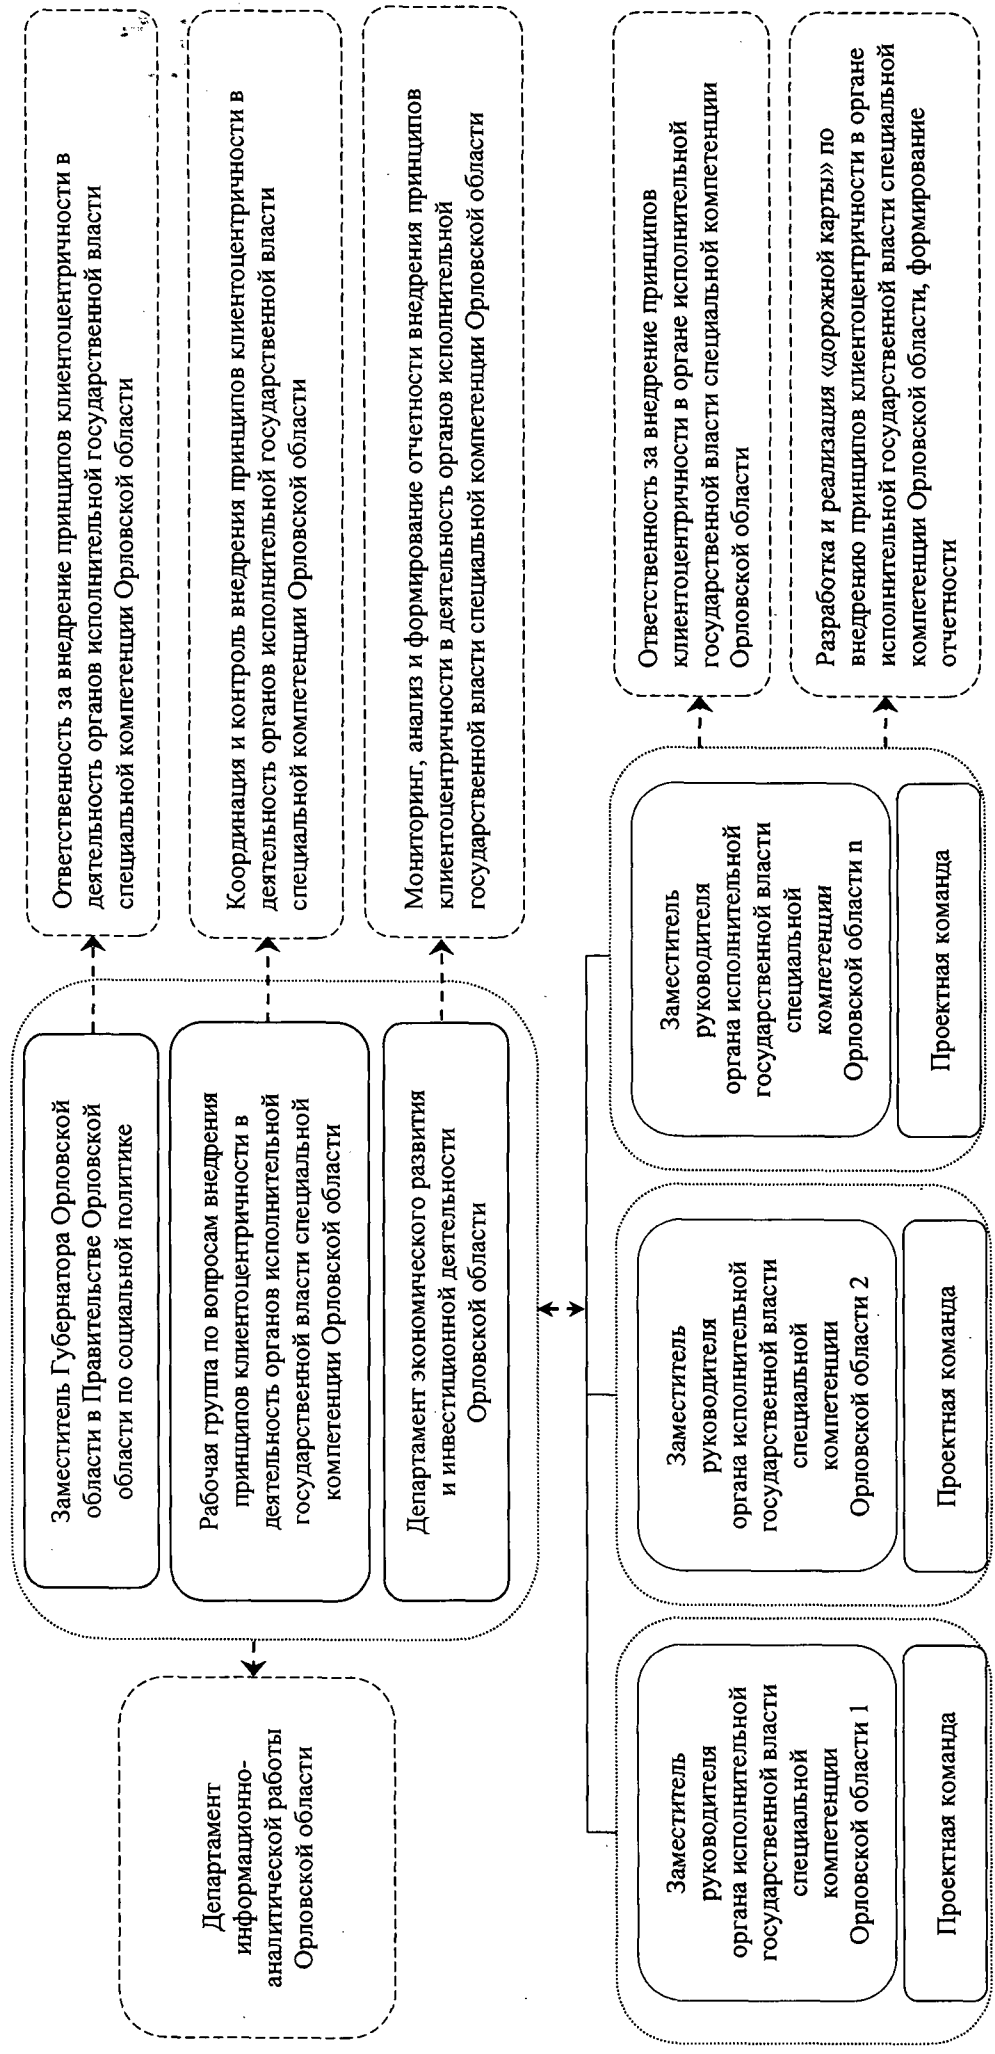 Департамент
информационно-
аналитической работы
Орловской области
Заместитель Губернатора Орловской
области в Правительстве Орловской
области по социальной политике
Ответственность за внедрение принципов клиентоцентричности в
деятельность органов исполнительной государственной власти
специальной компетенции Орловской области
Рабочая группа по вопросам внедрения
принципов клиентоцентричности в
деятельность органов исполнительной
государственной власти специальной
компетенции Орловской области
Координация и контроль внедрения принципов клиентоцентричности в
деятельность органов исполнительной государственной власти
специальной компетенции Орловской области
Департамент экономического развития
и инвестиционной деятельности
Орловской области
Мониторинг, анализ и формирование отчетности внедрения принципов
клиентоцентричности в деятельность органов исполнительной
государственной власти специальной компетенции Орловской области
Заместитель
руководителя
органа исполнительной
государственной власти
специальной
компетенции
Орловской области 1
Проектная команда
Заместитель
руководителя
органа исполнительной
государственной власти
специальной
компетенции
Орловской области 2
Проектная команда
Заместитель
руководителя
органа исполнительной
государственной власти
специальной
компетенции
Орловской области n
Проектная команда
Ответственность за внедрение принципов
клиентоцентричности в органе исполнительной
государственной власти специальной компетенции
Орловской области
Разработка и реализация «дорожной карты» по
внедрению принципов клиентоцентричности в органе
исполнительной государственной власти специальной
компетенции Орловской области, формирование
отчетности